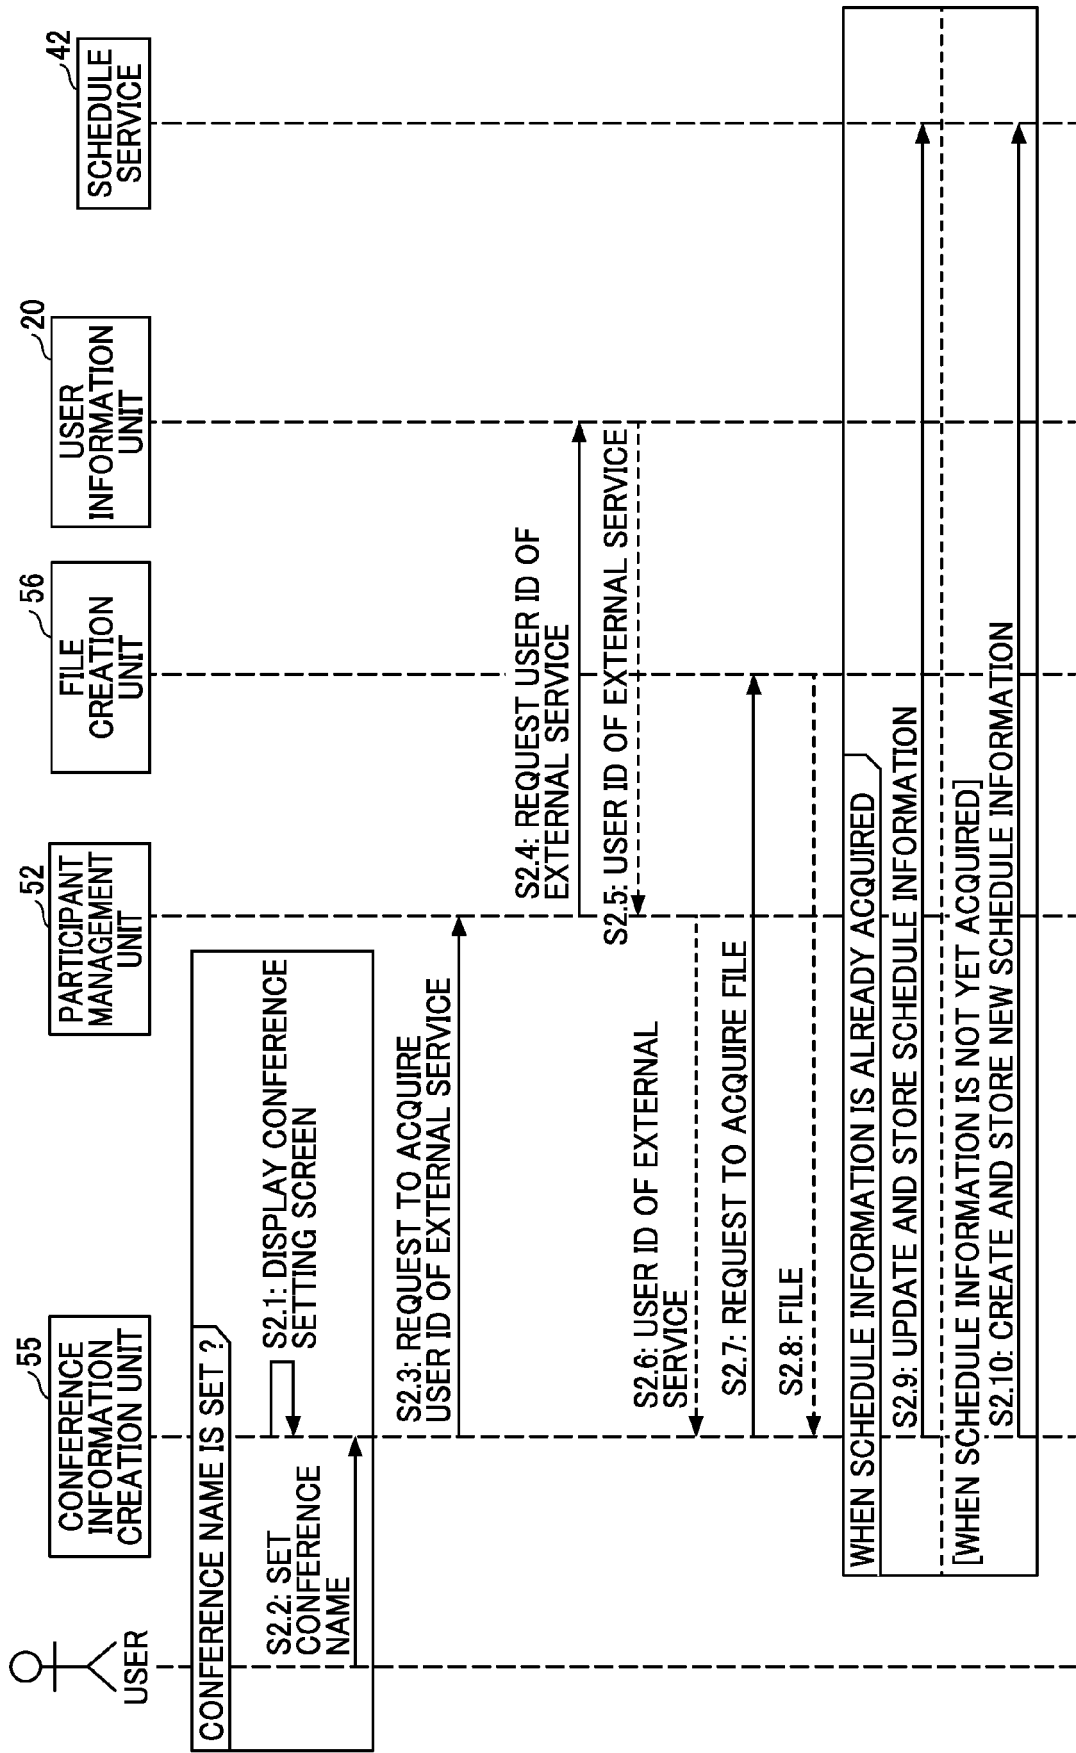 USER
CONFERENCE
INFORMATION
CREATION UNIT
55
PARTICIPANT
MANAGEMENT
UNIT
52
FILE
CREATION
UNIT
56
USER
INFORMATION
UNIT
20
SCHEDULE
SERVICE
42
CONFERENCE NAME IS SET ?
S2.1: DISPLAY CONFERENCE
SETTING SCREEN
S2.2: SET
CONFERENCE
NAME
S2.3: REQUEST TO ACQUIRE
USER ID OF EXTERNAL SERVICE
S2.4: REQUEST USER ID OF
EXTERNAL SERVICE
S2.5: USER ID OF EXTERNAL SERVICE
S2.6: USER ID OF EXTERNAL
SERVICE
S2.7: REQUEST TO ACQUIRE FILE
S2.8: FILE
WHEN SCHEDULE INFORMATION IS ALREADY ACQUIRED
S2.9: UPDATE AND STORE SCHEDULE INFORMATION
[WHEN SCHEDULE INFORMATION IS NOT YET ACQUIRED]
S2.10: CREATE AND STORE NEW SCHEDULE INFORMATION